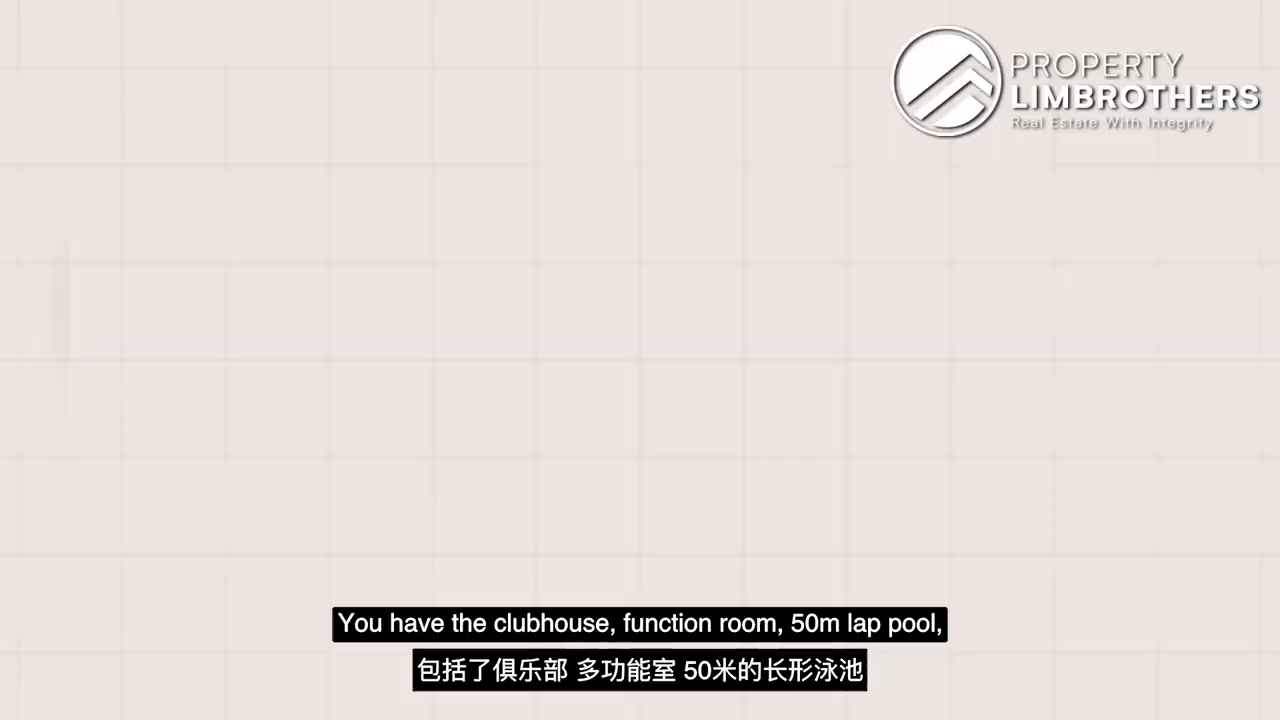 PROPERTY
LIMBROTHERS
Real Estate With Integrity
You have the clubhouse, function room, 50m lap pool,
包括了俱乐部 多功能室 50米的长形泳池